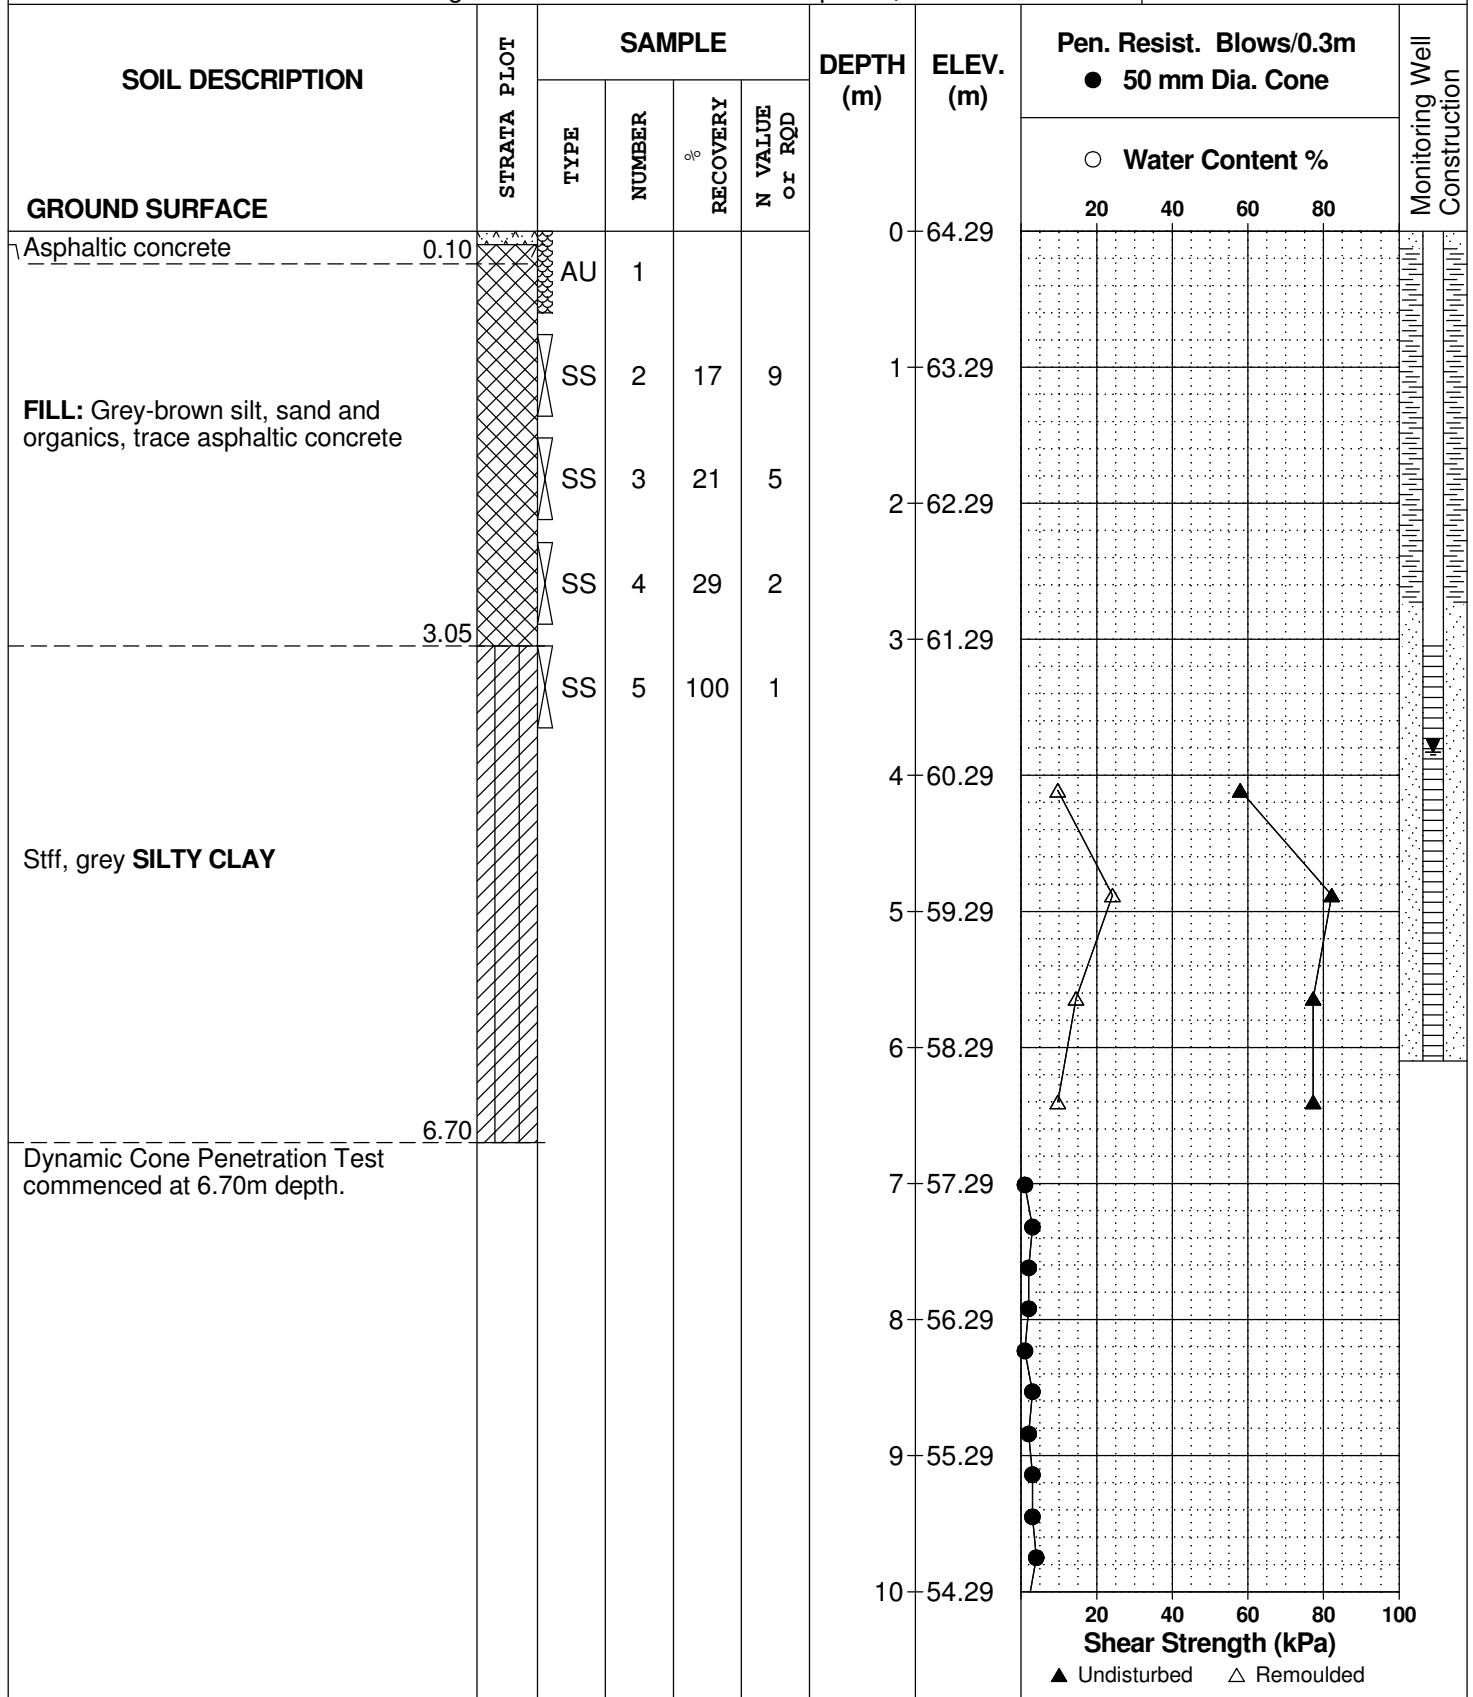 SOIL DESCRIPTION
GROUND SURFACE
STRATA PLOT
SAMPLE
TYPE
NUMBER
%
RECOVERY
N VALUE
or RQD
DEPTH
(m)
ELEV.
(m)
Pen. Resist. Blows/0.3m
● 50 mm Dia. Cone
○ Water Content %
20 40 60 80
Monitoring Well
Construction
0 64.29
Asphaltic concrete 0.10
AU 1
1 63.29
SS 2 17 9
FILL: Grey-brown silt, sand and
organics, trace asphaltic concrete
SS 3 21 5
2 62.29
SS 4 29 2
3.05
3 61.29
SS 5 100 1
4 60.29
Stff, grey SILTY CLAY
5 59.29
6 58.29
6.70
Dynamic Cone Penetration Test
commenced at 6.70m depth.
7 57.29
8 56.29
9 55.29
10 54.29
20 40 60 80 100
Shear Strength (kPa)
▲ Undisturbed △ Remoulded